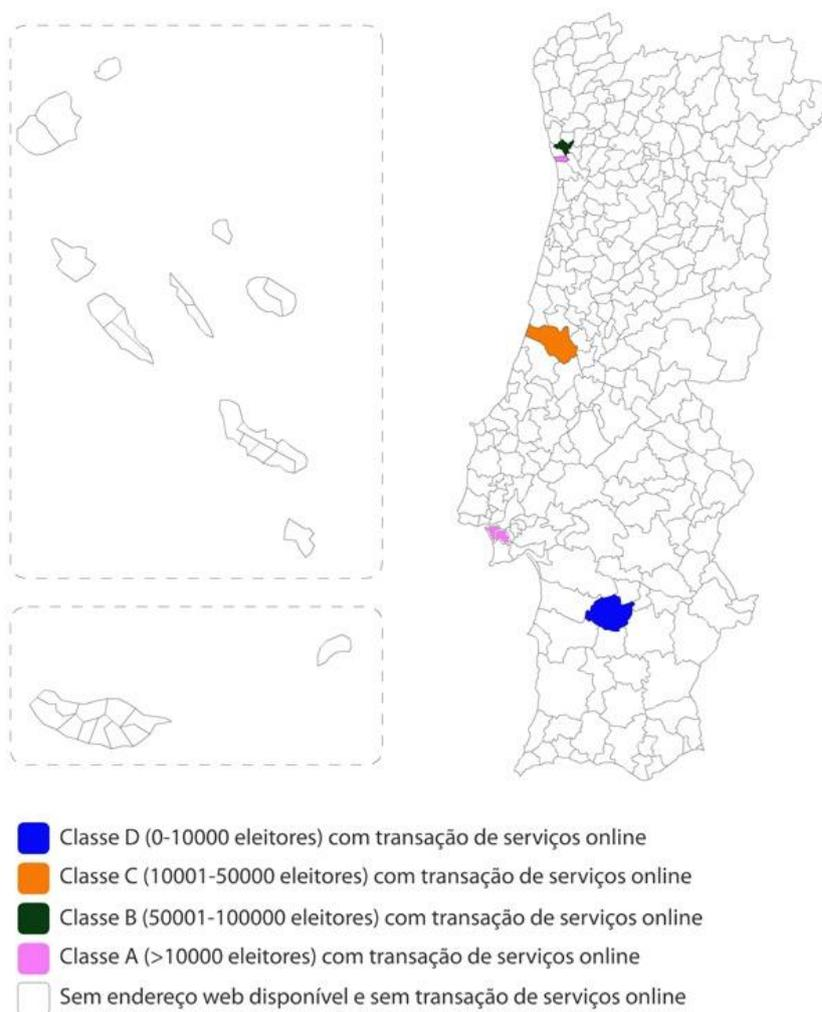 Classe D (0-10000 eleitores) com transação de serviços online
Classe C (10001-50000 eleitores) com transação de serviços online
Classe B (50001-100000 eleitores) com transação de serviços online
Classe A (>10000 eleitores) com transação de serviços online
Sem endereço web disponível e sem transação de serviços online